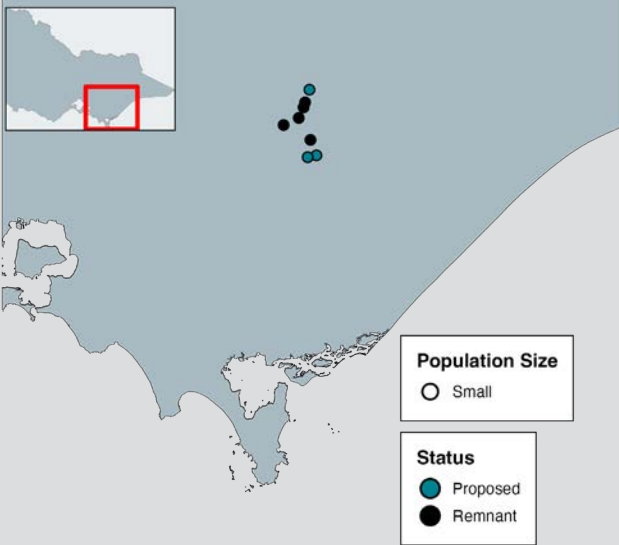 Population Size
Small
Status
Proposed
Remnant